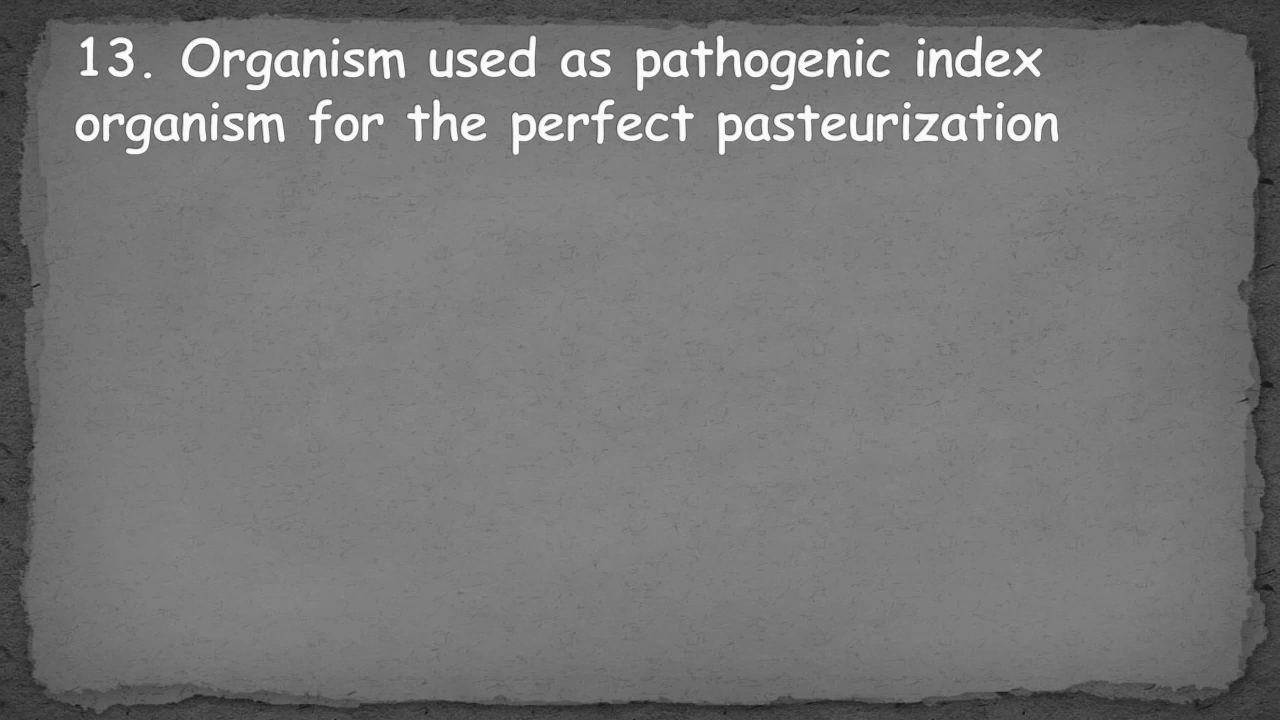 13. Organism used as pathogenic index
organism for the perfect pasteurization